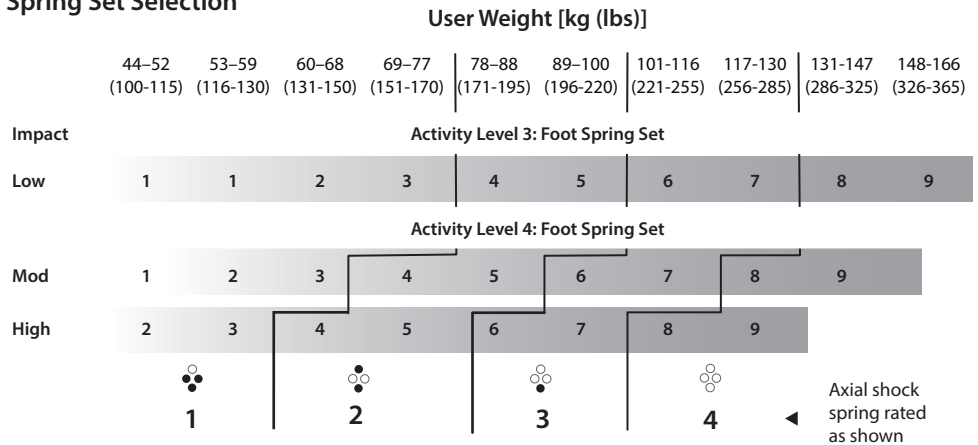 Spring Set Selection
User Weight [kg (lbs)]
44–52 53–59 60–68 69–77 78–88 89–100 101-116 117-130 131-147 148-166
(100-115) (116-130) (131-150) (151-170) (171-195) (196-220) (221-255) (256-285) (286-325) (326-365)
Impact Activity Level 3: Foot Spring Set
Low 1 1 2 3 4 5 6 7 8 9
Activity Level 4: Foot Spring Set
Mod 1 2 3 4 5 6 7 8 9
High 2 3 4 5 6 7 8 9
1 2 3 4
Axial shock
spring rated
as shown